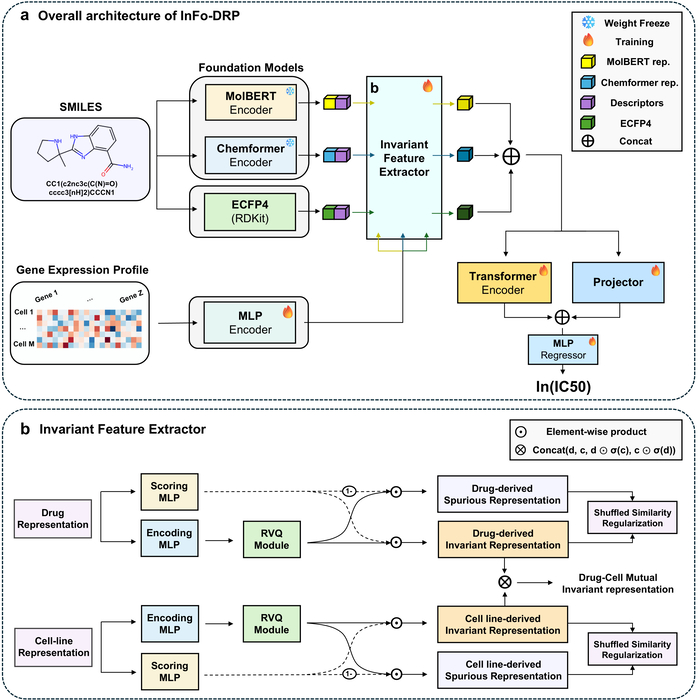 a Overall architecture of InFo-DRP
Weight Freeze
Training
MolBERT rep.
Chemformer rep.
Descriptors
ECFP4
Concat
SMILES
NH
HN
N
O
NH₂
CC1(c2nc3c(C(N)=O)
cccc3[nH]2)CCCN1
Foundation Models
MolBERT
Encoder
Chemformer
Encoder
ECFP4
(RDKit)
b
Invariant
Feature
Extractor
Gene Expression Profile
Gene 1
...
Gene Z
Cell 1
...
Cell M
MLP
Encoder
Transformer
Encoder
Projector
MLP
Regressor
ln(IC50)
b Invariant Feature Extractor
Element-wise product
Concat(d, c, d ⊙ σ(c), c ⊙ σ(d))
Drug
Representation
Scoring
MLP
Encoding
MLP
RVQ
Module
1-
Drug-derived
Spurious Representation
Drug-derived
Invariant Representation
Shuffled Similarity
Regularization
Drug-Cell Mutual
Invariant representation
Cell-line
Representation
Encoding
MLP
Scoring
MLP
RVQ
Module
1-
Cell line-derived
Invariant Representation
Cell line-derived
Spurious Representation
Shuffled Similarity
Regularization